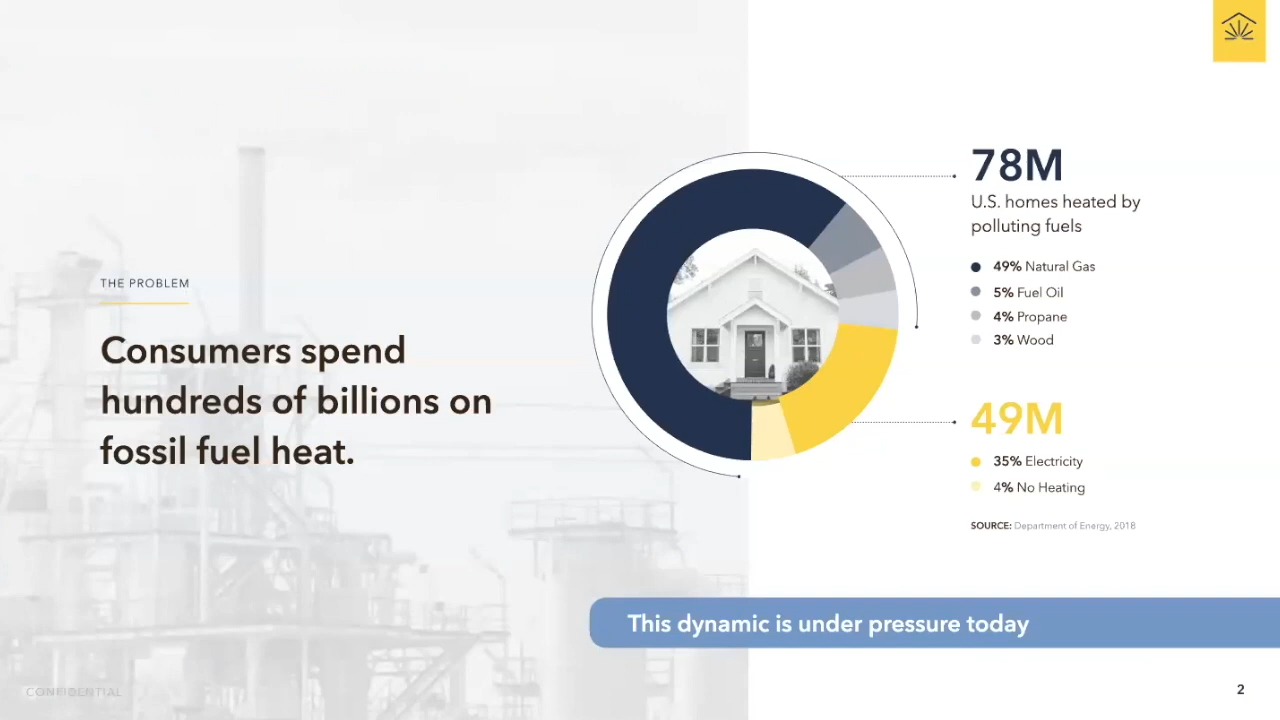 THE PROBLEM
Consumers spend
hundreds of billions on
fossil fuel heat.
78M
U.S. homes heated by
polluting fuels
49% Natural Gas
5% Fuel Oil
4% Propane
3% Wood
49M
35% Electricity
4% No Heating
SOURCE: Department of Energy, 2018
This dynamic is under pressure today
CONFIDENTIAL
2